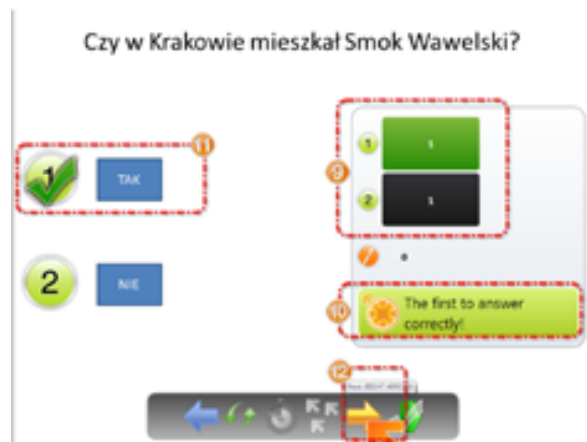 Czy w Krakowie mieszkał Smok Wawelski?
11
1
TAK
2
NIE
9
1
1
2
1
10
The first to answer
correctly!
12